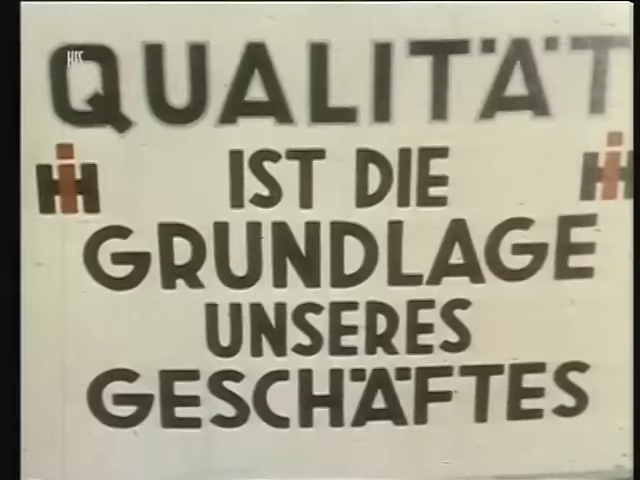 QUALITÄT
IST DIE
GRUNDLAGE
UNSERES
GESCHÄFTES